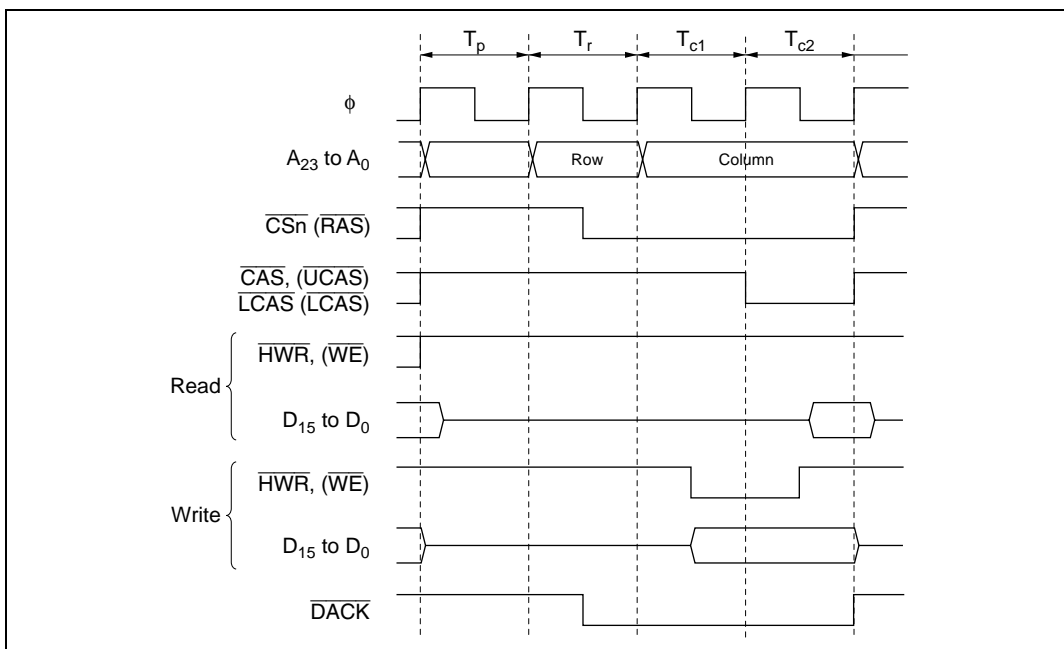 Tp Tr Tc1 Tc2
ϕ
A23 to A0 Row Column
CSn (RAS)
CAS, (UCAS)
LCAS (LCAS)
HWR, (WE)
Read
D15 to D0
HWR, (WE)
Write
D15 to D0
DACK